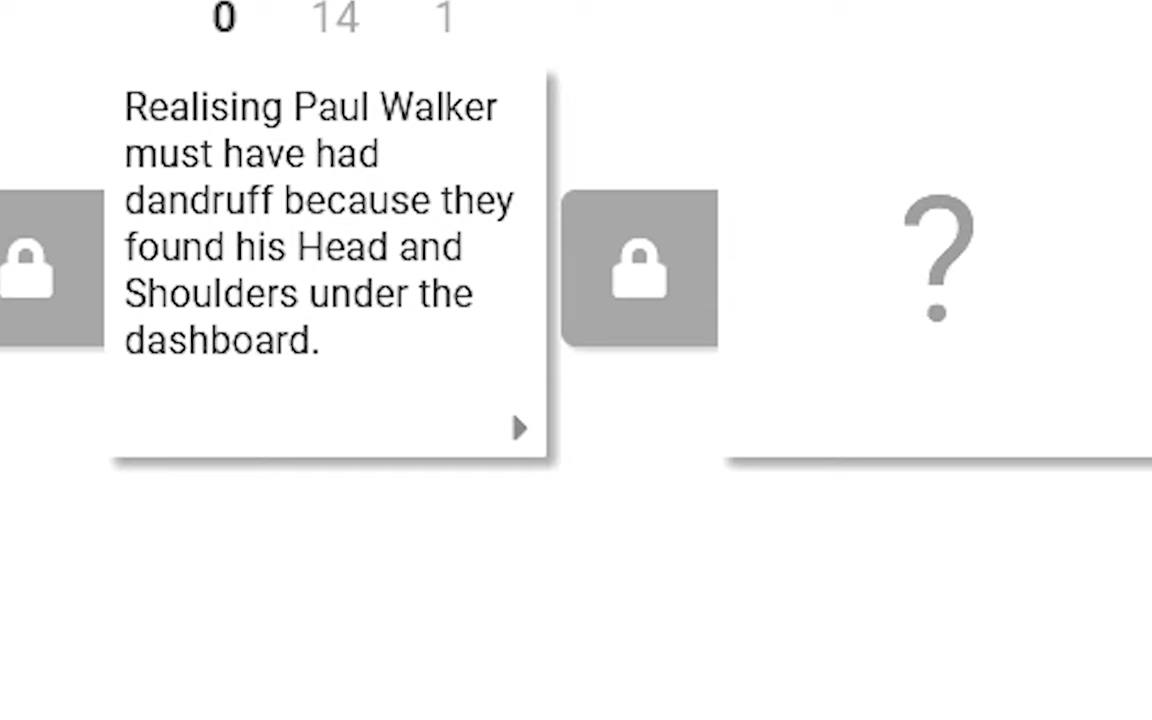 0 14 1
Realising Paul Walker
must have had
dandruff because they
found his Head and
Shoulders under the
dashboard.
?